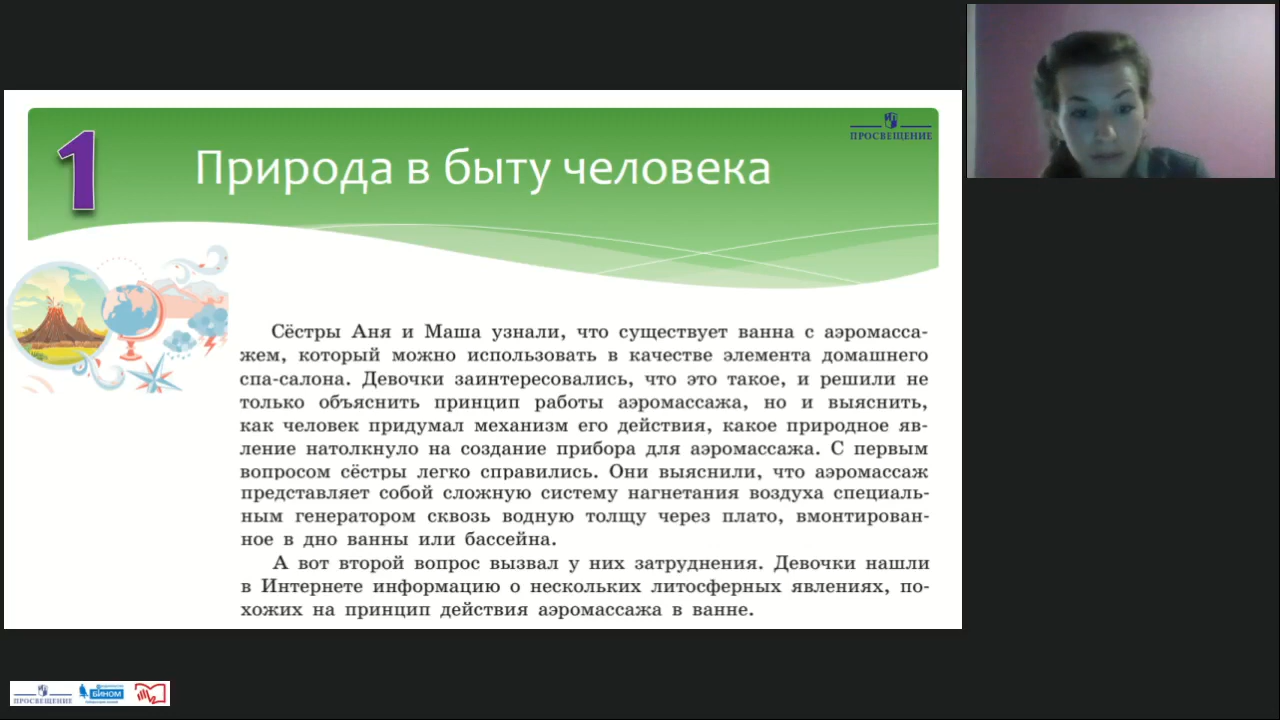 1
ПРОСВЕЩЕНИЕ
Природа в быту человека
Сёстры Аня и Маша узнали, что существует ванна с аэромасса-
жем, который можно использовать в качестве элемента домашнего
спа-салона. Девочки заинтересовались, что это такое, и решили не
только объяснить принцип работы аэромассажа, но и выяснить,
как человек придумал механизм его действия, какое природное яв-
ление натолкнуло на создание прибора для аэромассажа. С первым
вопросом сёстры легко справились. Они выяснили, что аэромассаж
представляет собой сложную систему нагнетания воздуха специаль-
ным генератором сквозь водную толщу через плато, вмонтирован-
ное в дно ванны или бассейна.
А вот второй вопрос вызвал у них затруднения. Девочки нашли
в Интернете информацию о нескольких литосферных явлениях, по-
хожих на принцип действия аэромассажа в ванне.
ПРОСВЕЩЕНИЕ
БИНОМ